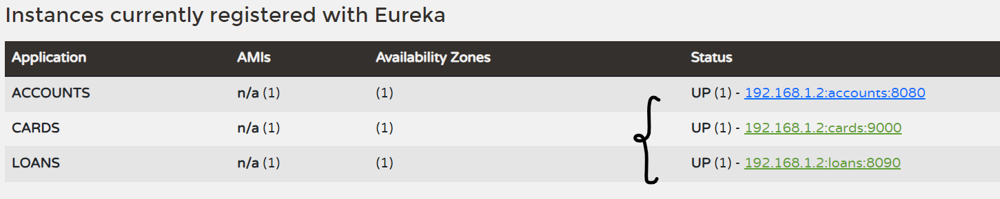 Instances currently registered with Eureka
Application AMIs Availability Zones Status
ACCOUNTS n/a (1) (1) UP (1) - 192.168.1.2:accounts:8080
CARDS n/a (1) (1) UP (1) - 192.168.1.2:cards:9000
LOANS n/a (1) (1) UP (1) - 192.168.1.2:loans:8090